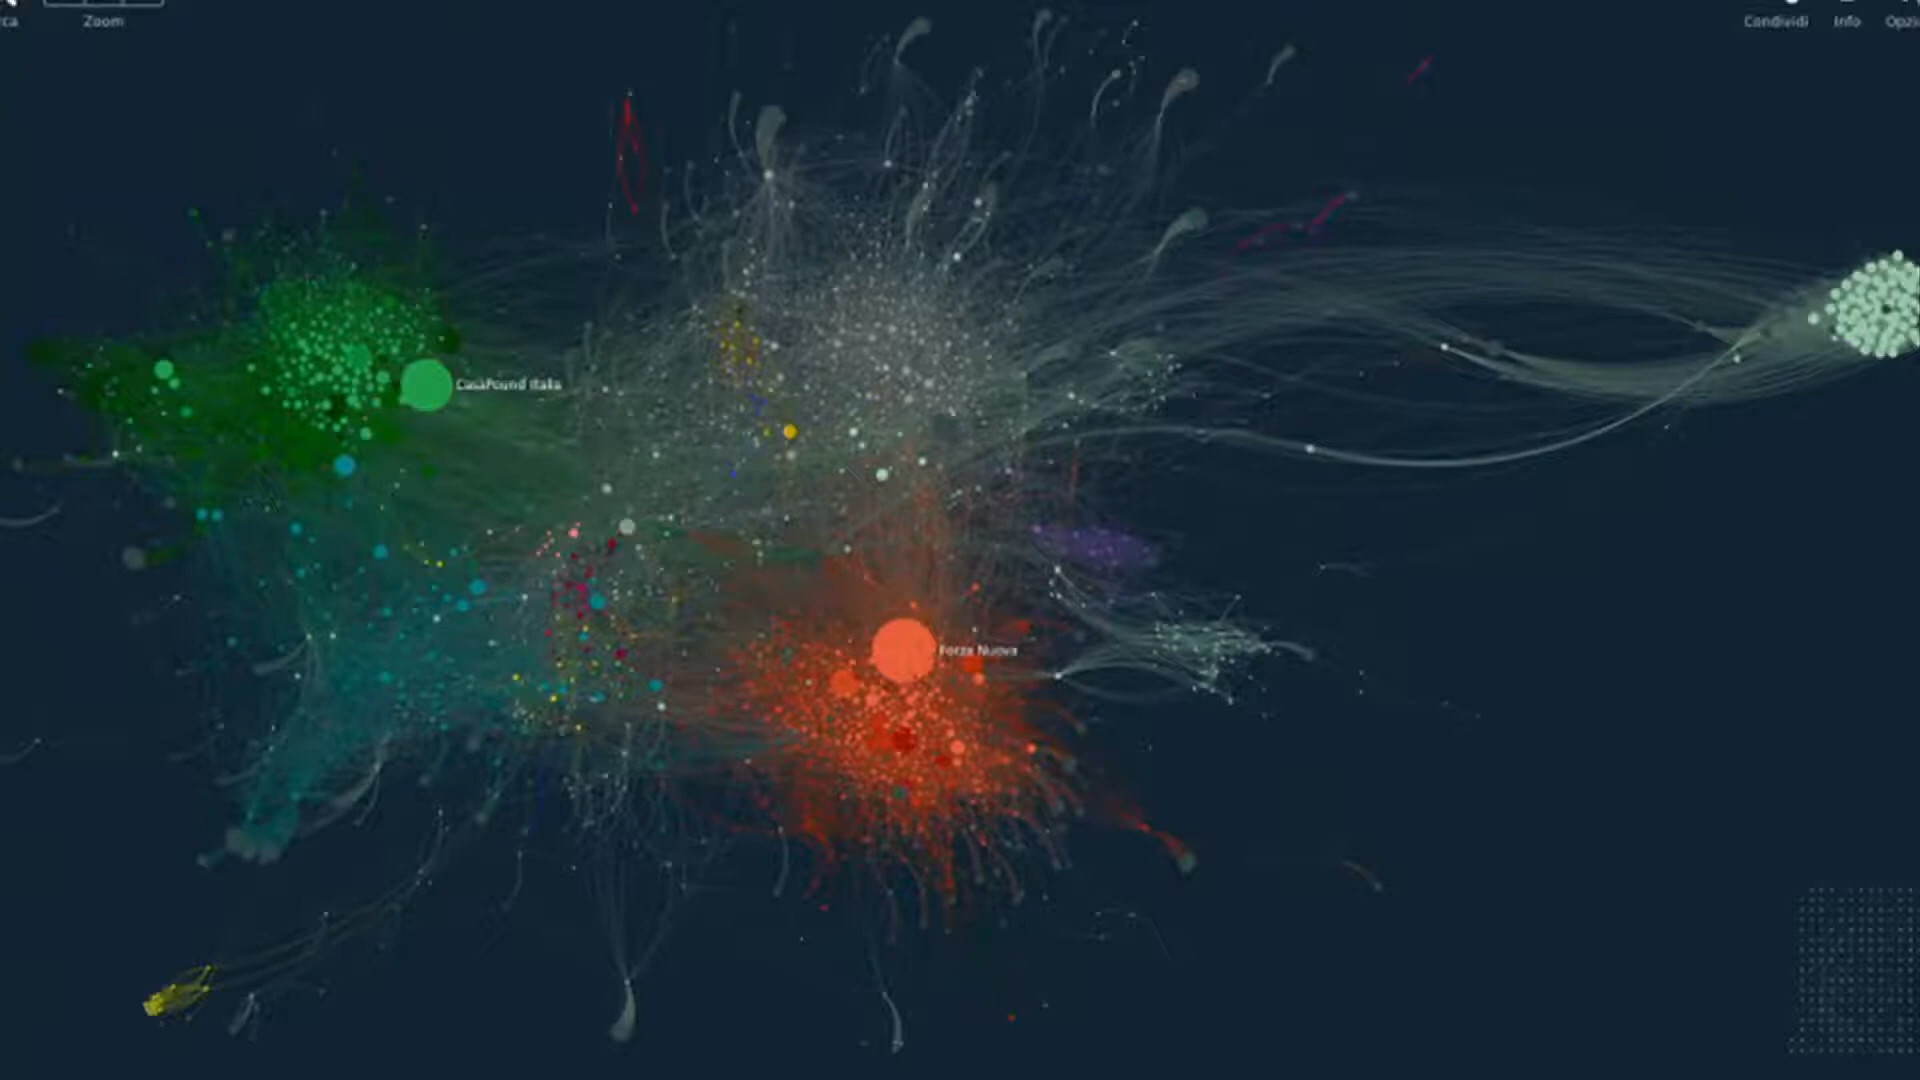 Zoom
Condividi
Info
CasaPound Italia
Forza Nuova